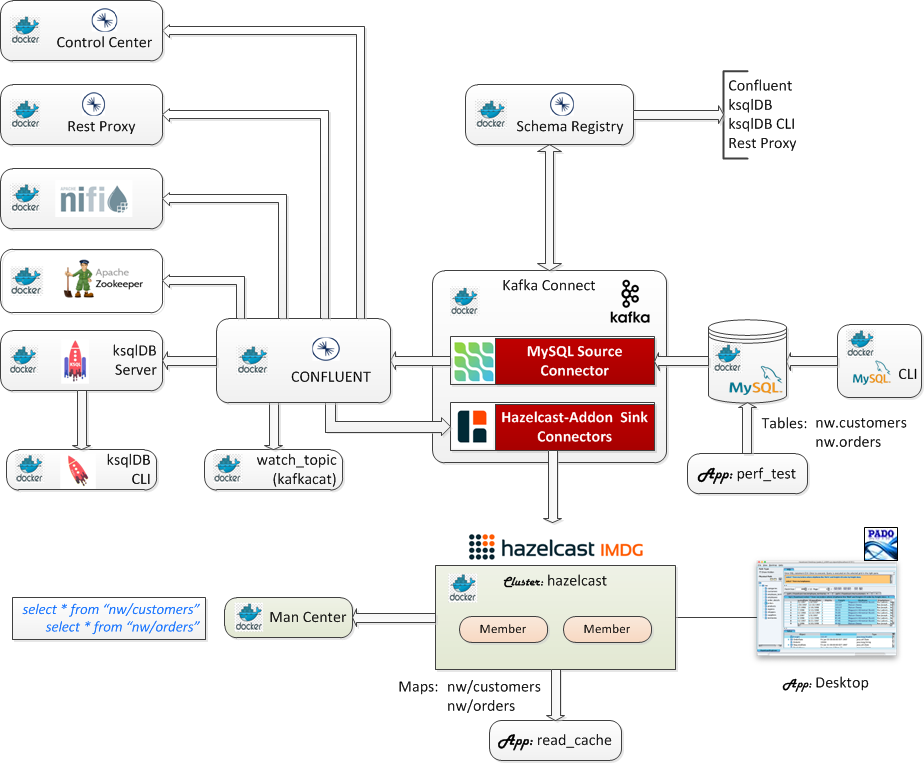 docker
Control Center
docker
Rest Proxy
docker
Schema Registry
Confluent
ksqlDB
ksqlDB CLI
Rest Proxy
docker
APACHE
nifi
docker
Apache
Zookeeper
docker
Kafka Connect
kafka
docker
ksqlDB
Server
docker
CONFLUENT
MySQL Source
Connector
docker
MySQL
docker
MySQL
CLI
Hazelcast-Addon Sink
Connectors
Tables: nw.customers
nw.orders
docker
ksqlDB
CLI
docker
watch_topic
(kafkacat)
App: perf_test
hazelcast IMDG
PADO
docker
Cluster: hazelcast
Member
Member
select * from “nw/customers”
select * from “nw/orders”
docker
Man Center
App: Desktop
Maps: nw/customers
nw/orders
App: read_cache